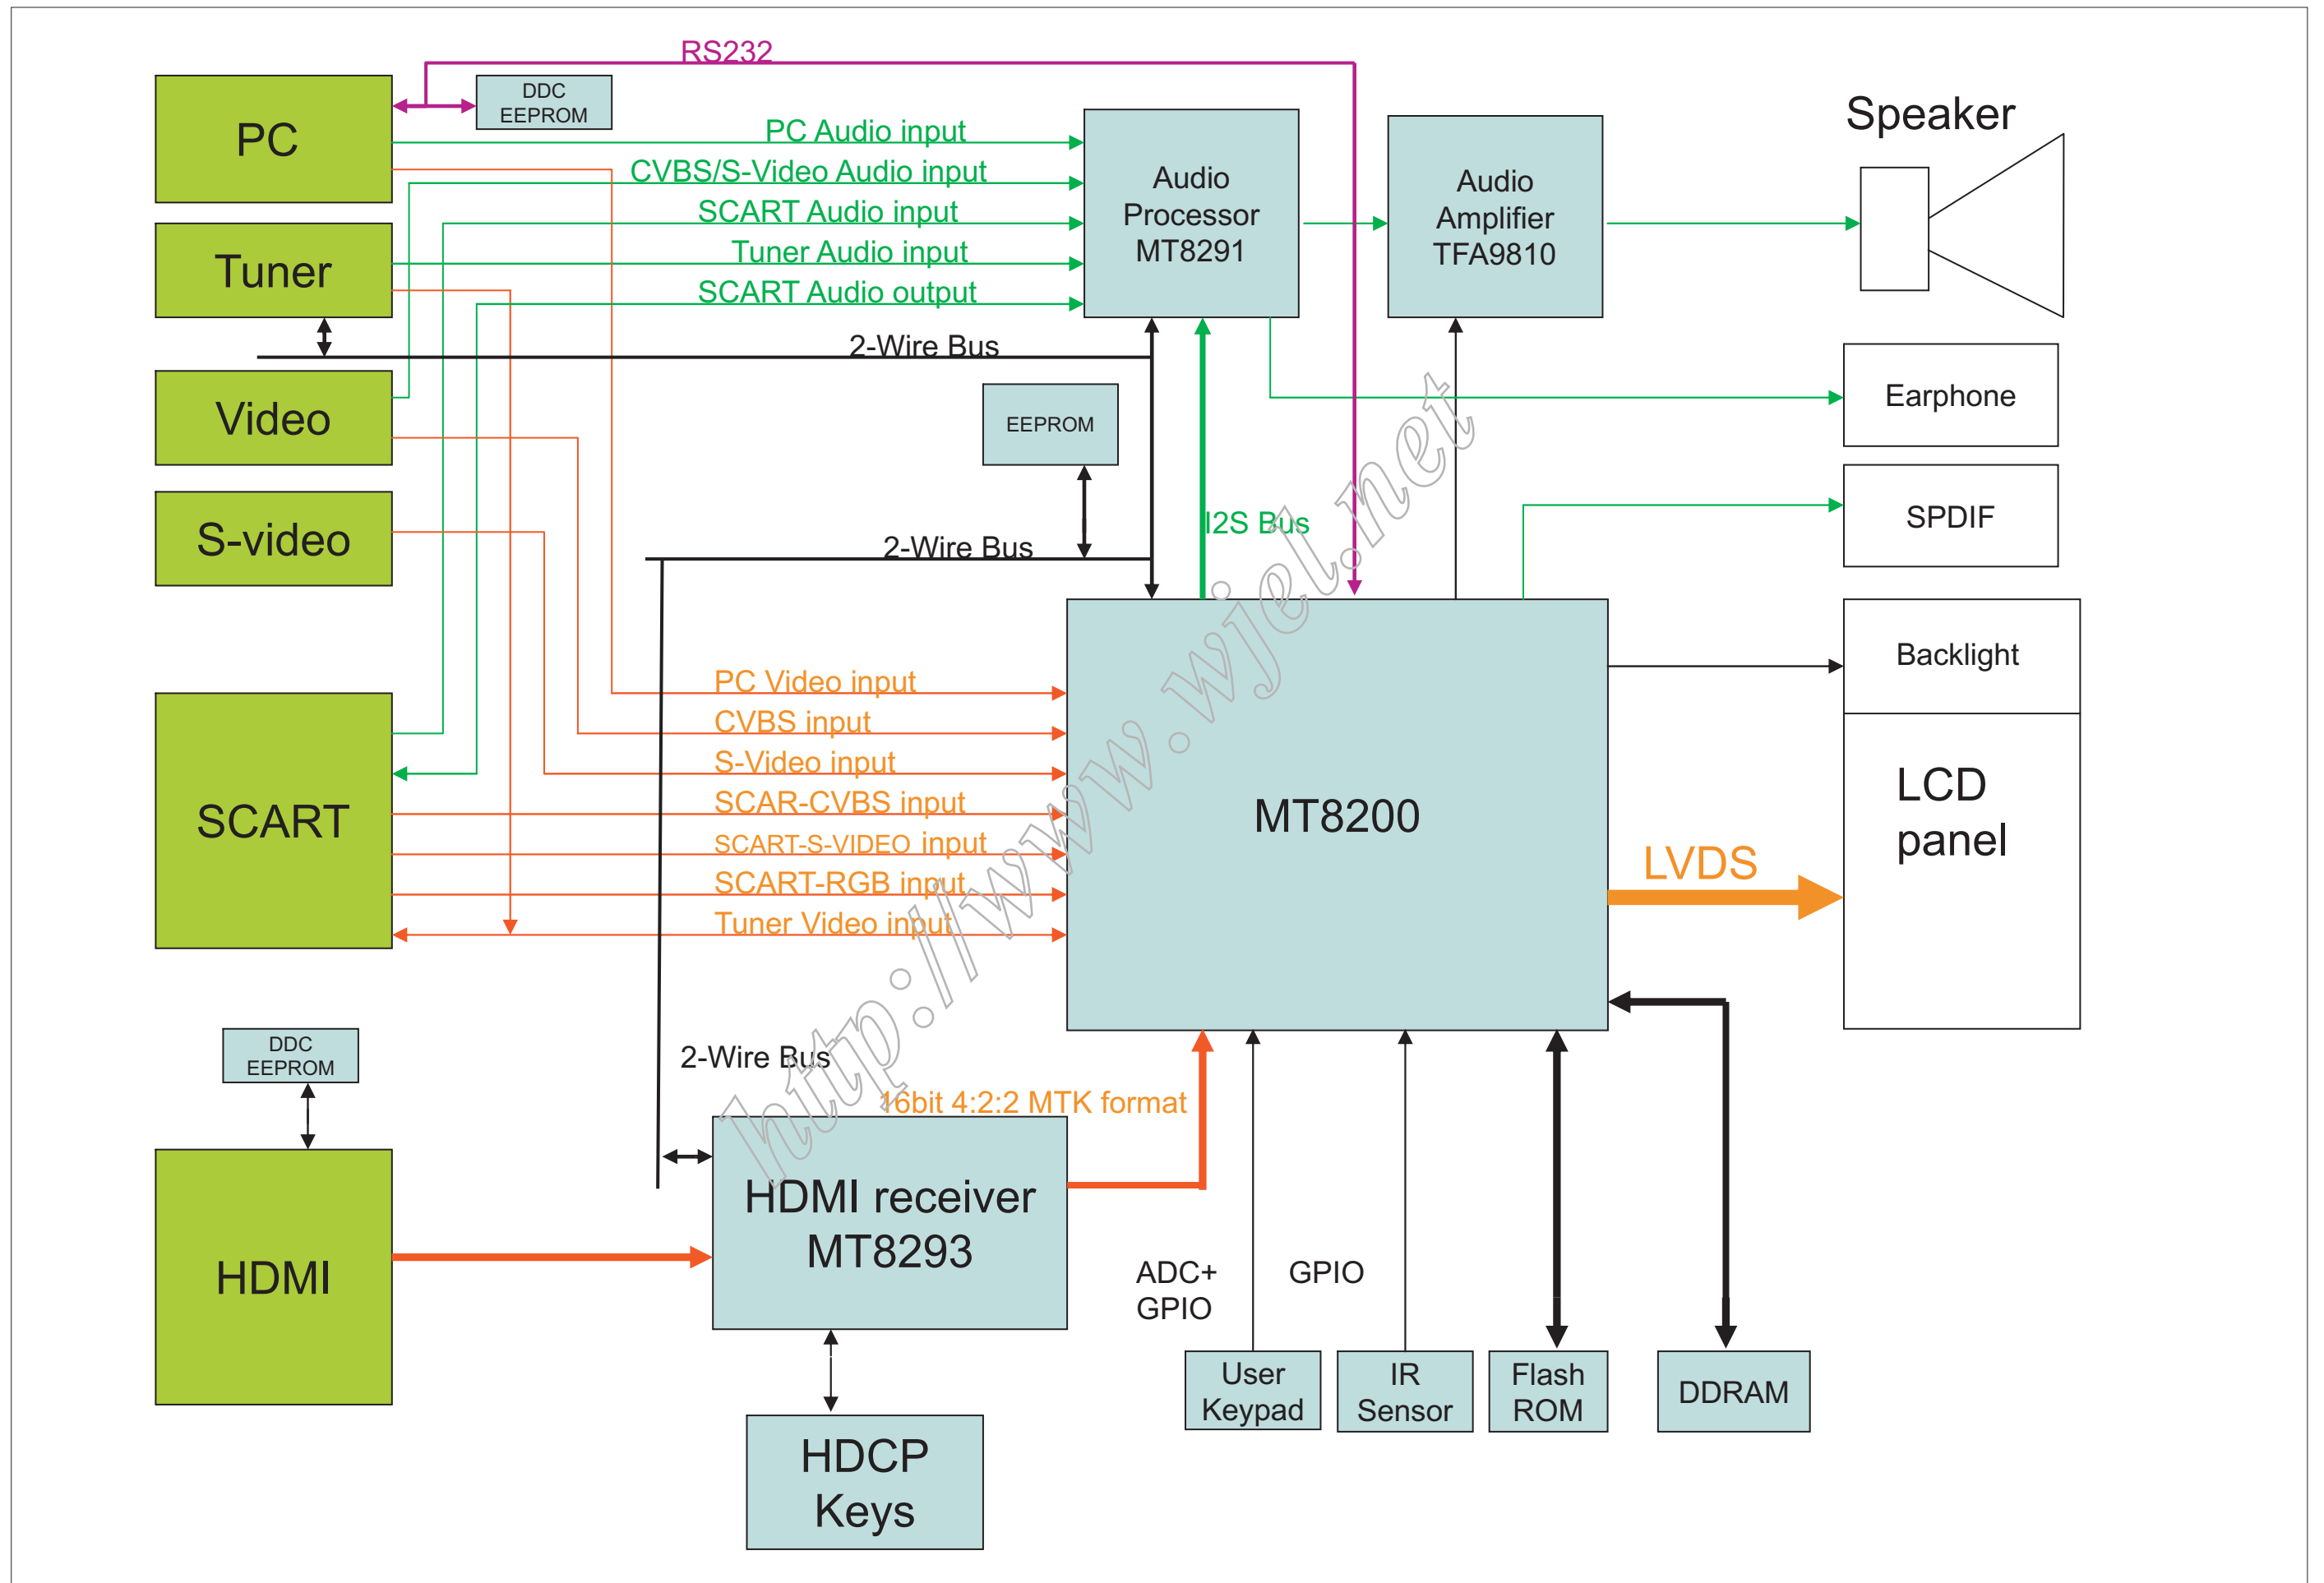 RS232
PC
DDC
EEPROM
PC Audio input
CVBS/S-Video Audio input
SCART Audio input
Tuner Audio input
SCART Audio output
Audio
Processor
MT8291
Audio
Amplifier
TFA9810
Speaker
Tuner
2-Wire Bus
Video
EEPROM
Earphone
S-video
2-Wire Bus
I2S Bus
SPDIF
PC Video input
CVBS input
S-Video input
SCAR-CVBS input
SCART-S-VIDEO input
SCART-RGB input
Tuner Video input
SCART
MT8200
Backlight
LCD
panel
LVDS
DDC
EEPROM
2-Wire Bus
16bit 4:2:2 MTK format
HDMI
HDMI receiver
MT8293
ADC+
GPIO
GPIO
User
Keypad
IR
Sensor
Flash
ROM
DDRAM
HDCP
Keys
http://www.wjel.net